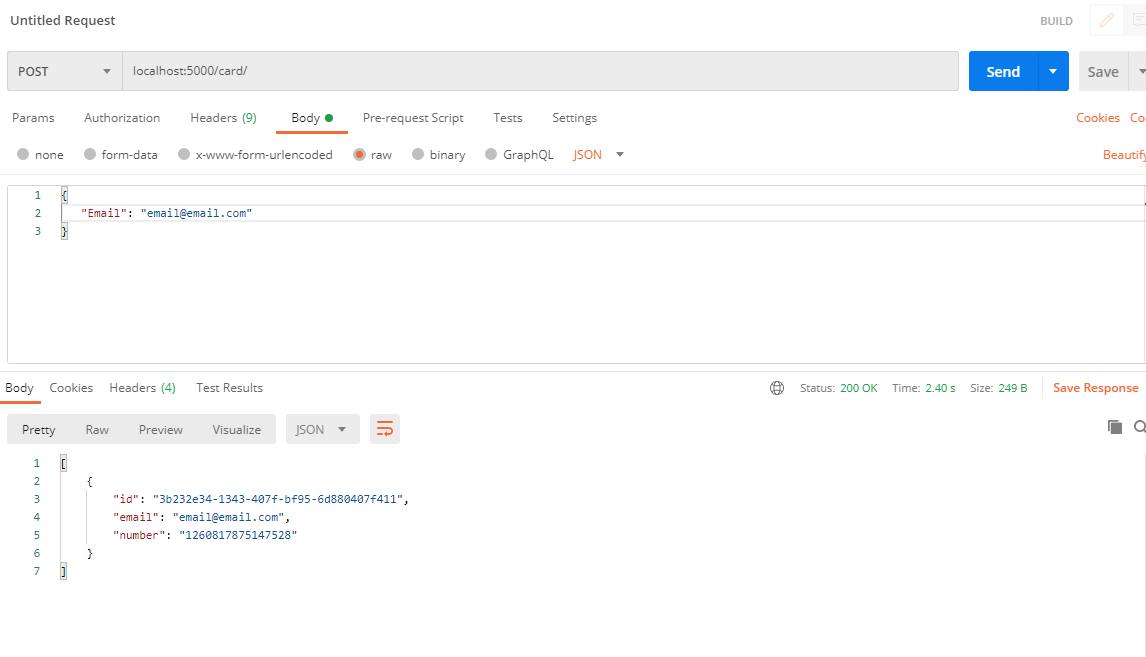 Untitled Request
BUILD
POST localhost:5000/card/ Send Save
Params Authorization Headers (9) Body Pre-request Script Tests Settings Cookies Co
none form-data x-www-form-urlencoded raw binary GraphQL JSON Beautify
1 {
2 "Email": "email@email.com"
3 }
Body Cookies Headers (4) Test Results Status: 200 OK Time: 2.40 s Size: 249 B Save Response
Pretty Raw Preview Visualize JSON
1 [
2 {
3 "id": "3b232e34-1343-407f-bf95-6d880407f411",
4 "email": "email@email.com",
5 "number": "1260817875147528"
6 }
7 ]